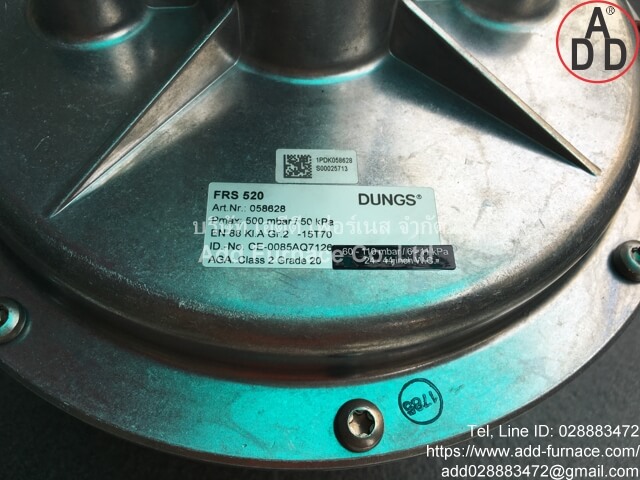 ADD
1PDK058628
S00025713
FRS 520
DUNGS®
Art.Nr.: 058628
Pmax: 500 mbar / 50 kPa
EN 88 Kl.A Gr.2 -15T70
ID.-No. CE-0085AQ7126
AGA: Class 2 Grade 20
1788
Tel, Line ID: 028883472
https://www.add-furnace.com/
add028883472@gmail.com